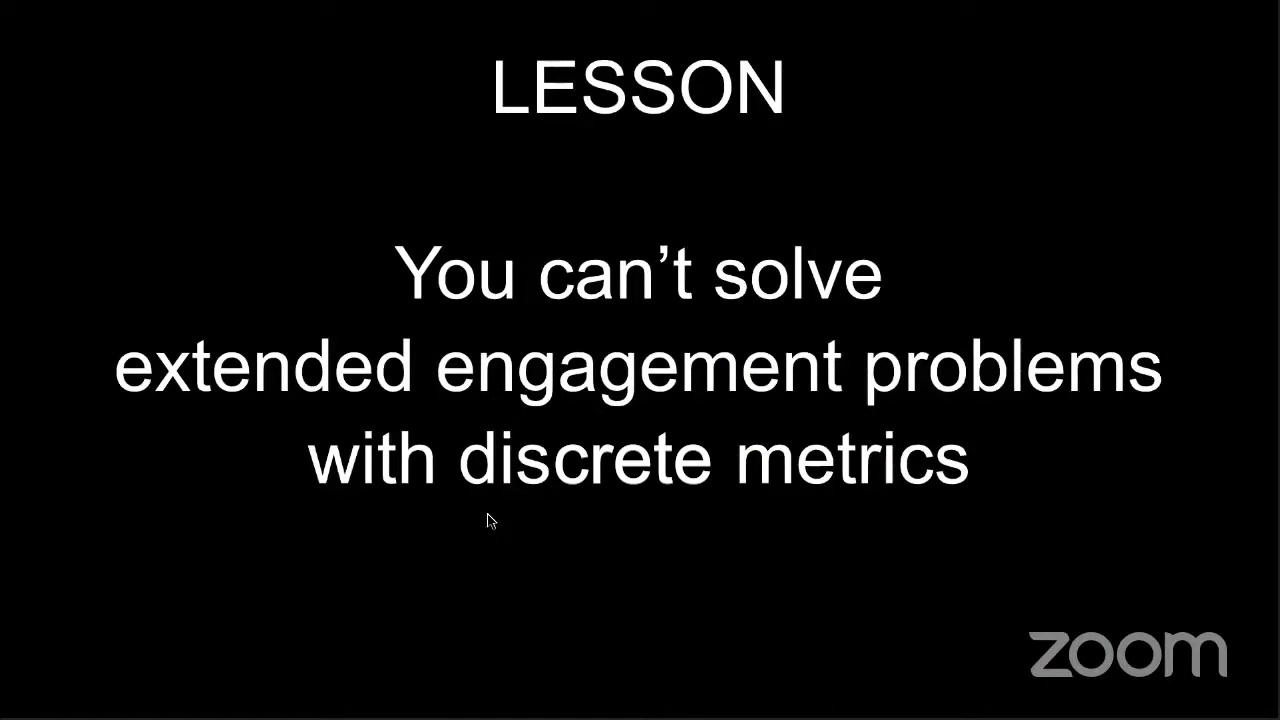 LESSON
You can’t solve
extended engagement problems
with discrete metrics
zoom